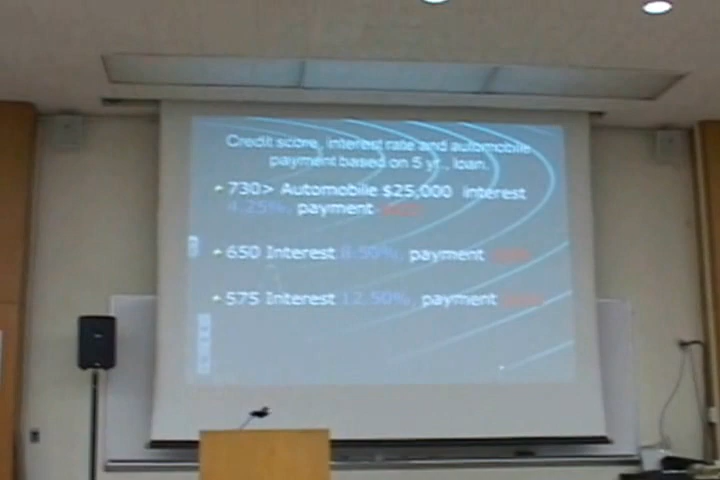 Credit score, interest rate and automobile
payment based on 5 yr., loan.
730> Automobile $25,000 interest
4.25%, payment
650 Interest 8.50%, payment
575 Interest 12.50%, payment